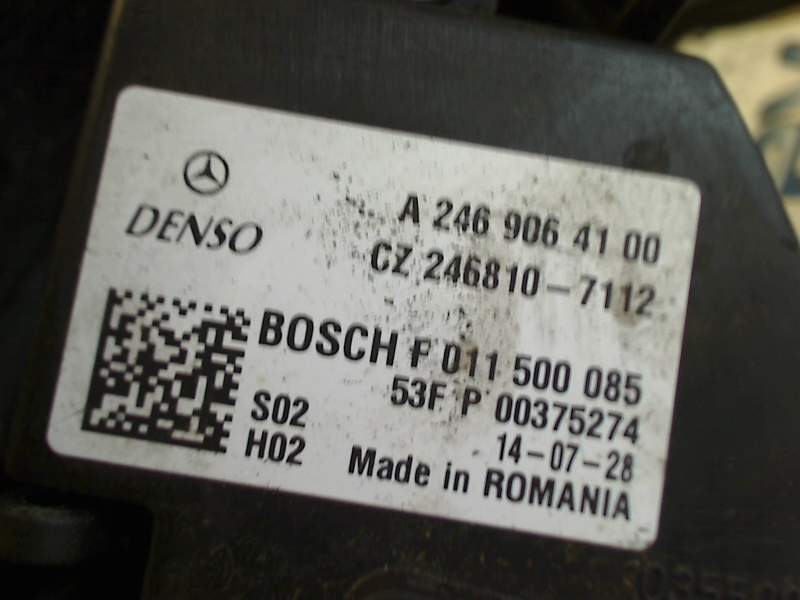 DENSO
A 246 906 41 00
CZ 246810-7112
BOSCH F 011 500 085
53F P 00375274
S02
14-07-28
H02
Made in ROMANIA